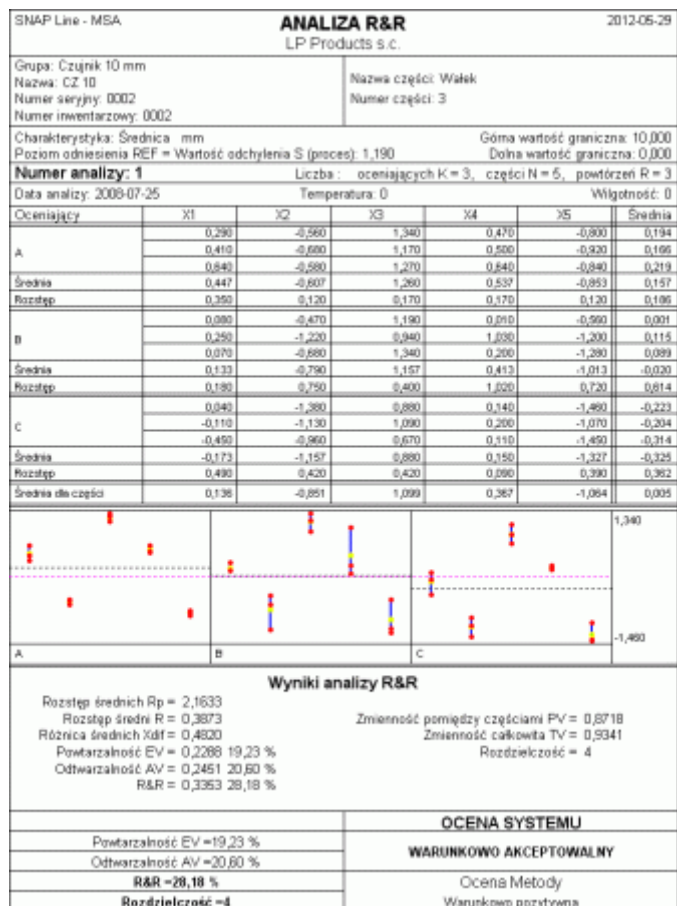 SNAP Line - MSA ANALIZA R&R 2012-05-29
LP Products s.c.
Grupa: Czujnik 10 mm
Nazwa: CZ 10
Numer seryjny: 0002
Numer inwentarzowy: 0002
Nazwa części: Wałek
Numer części: 3
Charakterystyka: Średnica mm Górna wartość graniczna: 10,000
Poziom odniesienia REF = Wartość odchylenia S (proces): 1,190 Dolna wartość graniczna: 0,000
Numer analizy: 1 Liczba : oceniających K = 3, części N = 5, powtórzeń R = 3
Data analizy: 2008-07-25 Temperatura: 0 Wilgotność: 0
Oceniający X1 X2 X3 X4 X5 Średnia
0,290 -0,560 1,340 0,470 -0,800 0,194
A 0,410 -0,680 1,170 0,500 -0,920 0,166
0,640 -0,580 1,270 0,640 -0,840 0,219
Średnia 0,447 -0,607 1,260 0,537 -0,853 0,157
Rozstęp 0,350 0,120 0,170 0,170 0,120 0,186
0,080 -0,470 1,190 0,010 -0,560 0,001
B 0,250 -1,220 0,940 1,030 -1,200 0,115
0,070 -0,680 1,340 0,200 -1,280 0,089
Średnia 0,133 -0,790 1,157 0,413 -1,013 -0,020
Rozstęp 0,180 0,750 0,400 1,020 0,720 0,614
0,040 -1,380 0,880 0,140 -1,460 -0,223
C -0,110 -1,130 1,090 0,200 -1,070 -0,204
-0,450 -0,960 0,670 0,110 -1,450 -0,314
Średnia -0,173 -1,157 0,880 0,150 -1,327 -0,325
Rozstęp 0,490 0,420 0,420 0,090 0,390 0,362
Średnia dla części 0,136 -0,851 1,099 0,367 -1,064 0,005
1,340
-1,460
A B C
Wyniki analizy R&R
Rozstęp średnich Rp = 2,1633
Rozstęp średni R = 0,3873
Różnica średnich Xdif = 0,4820
Powtarzalność EV = 0,2288 19,23 %
Odtwarzalność AV = 0,2451 20,60 %
R&R = 0,3353 28,18 %
Zmienność pomiędzy częściami PV = 0,8718
Zmienność całkowita TV = 0,9341
Rozdzielczość = 4
OCENA SYSTEMU
Powtarzalność EV =19,23 %
Odtwarzalność AV =20,60 %
WARUNKOWO AKCEPTOWALNY
R&R =28,18 % Ocena Metody
Rozdzielczość =4 Warunkowo pozytywna